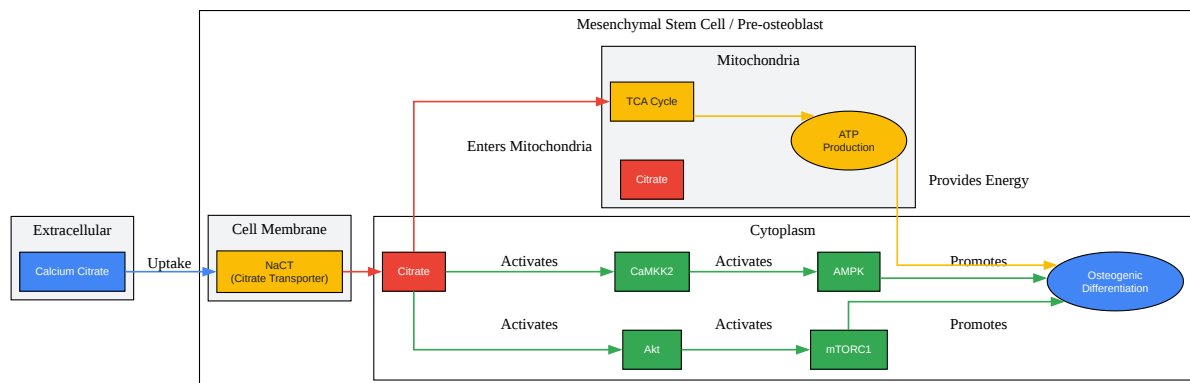 Mesenchymal Stem Cell / Pre-osteoblast
Mitochondria
TCA Cycle
ATP
Production
Enters Mitochondria
Citrate
Provides Energy
Extracellular
Calcium Citrate
Uptake
Cell Membrane
NaCT
(Citrate Transporter)
Cytoplasm
Citrate
Activates
CaMKK2
Activates
AMPK
Promotes
Osteogenic
Differentiation
Activates
Akt
Activates
mTORC1
Promotes